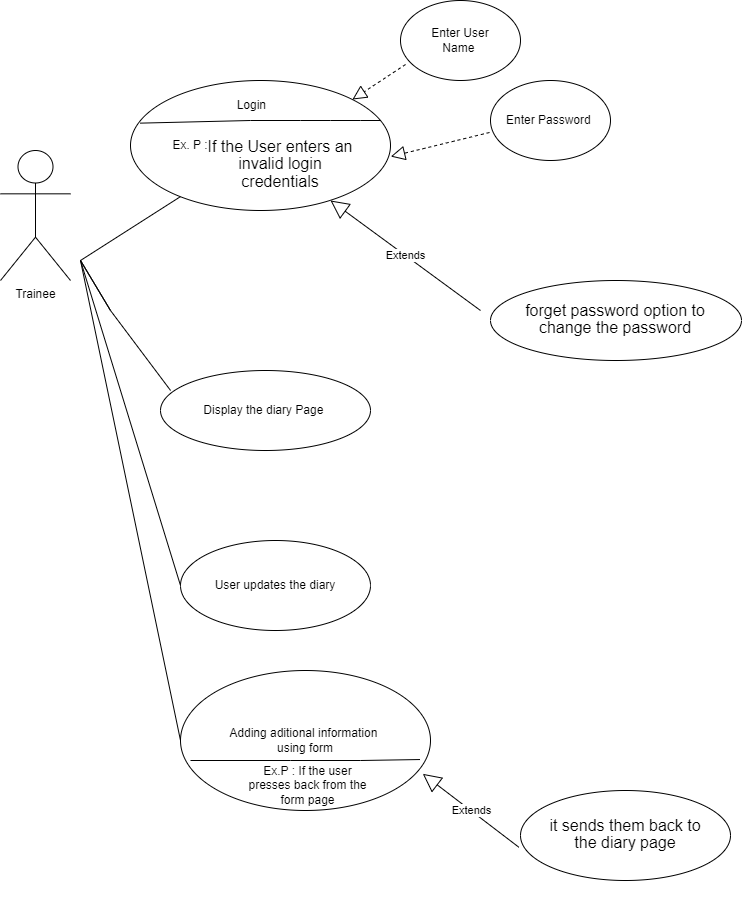 Enter User
Name
Login
Enter Password
Ex. P :If the User enters an
invalid login
credentials
Trainee
Extends
forget password option to
change the password
Display the diary Page
User updates the diary
Adding aditional information
using form
Ex.P : If the user
presses back from the
form page
Extends
it sends them back to
the diary page